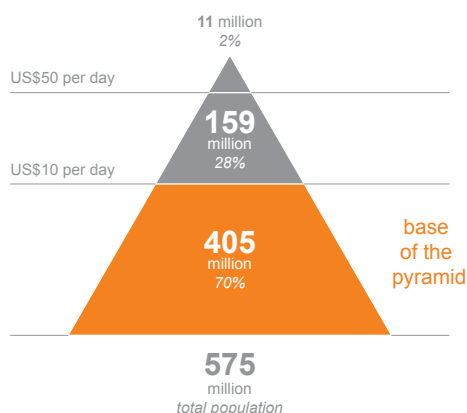 11 million
2%
US$50 per day
159
million
28%
US$10 per day
405
million
70%
base
of the
pyramid
575
million
total population